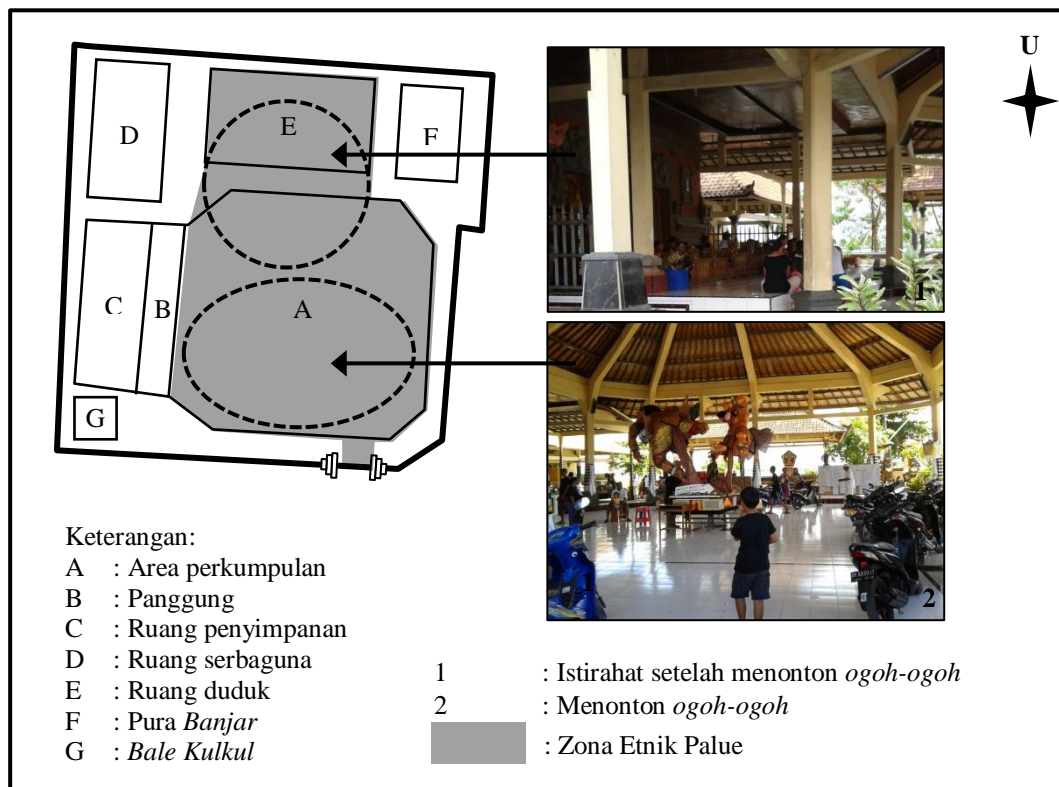 U
D
E
F
C
B
A
G
1
2
Keterangan:
A : Area perkumpulan
B : Panggung
C : Ruang penyimpanan
D : Ruang serbaguna
E : Ruang duduk
F : Pura Banjar
G : Bale Kulkul
1 : Istirahat setelah menonton ogoh-ogoh
2 : Menonton ogoh-ogoh
: Zona Etnik Palue